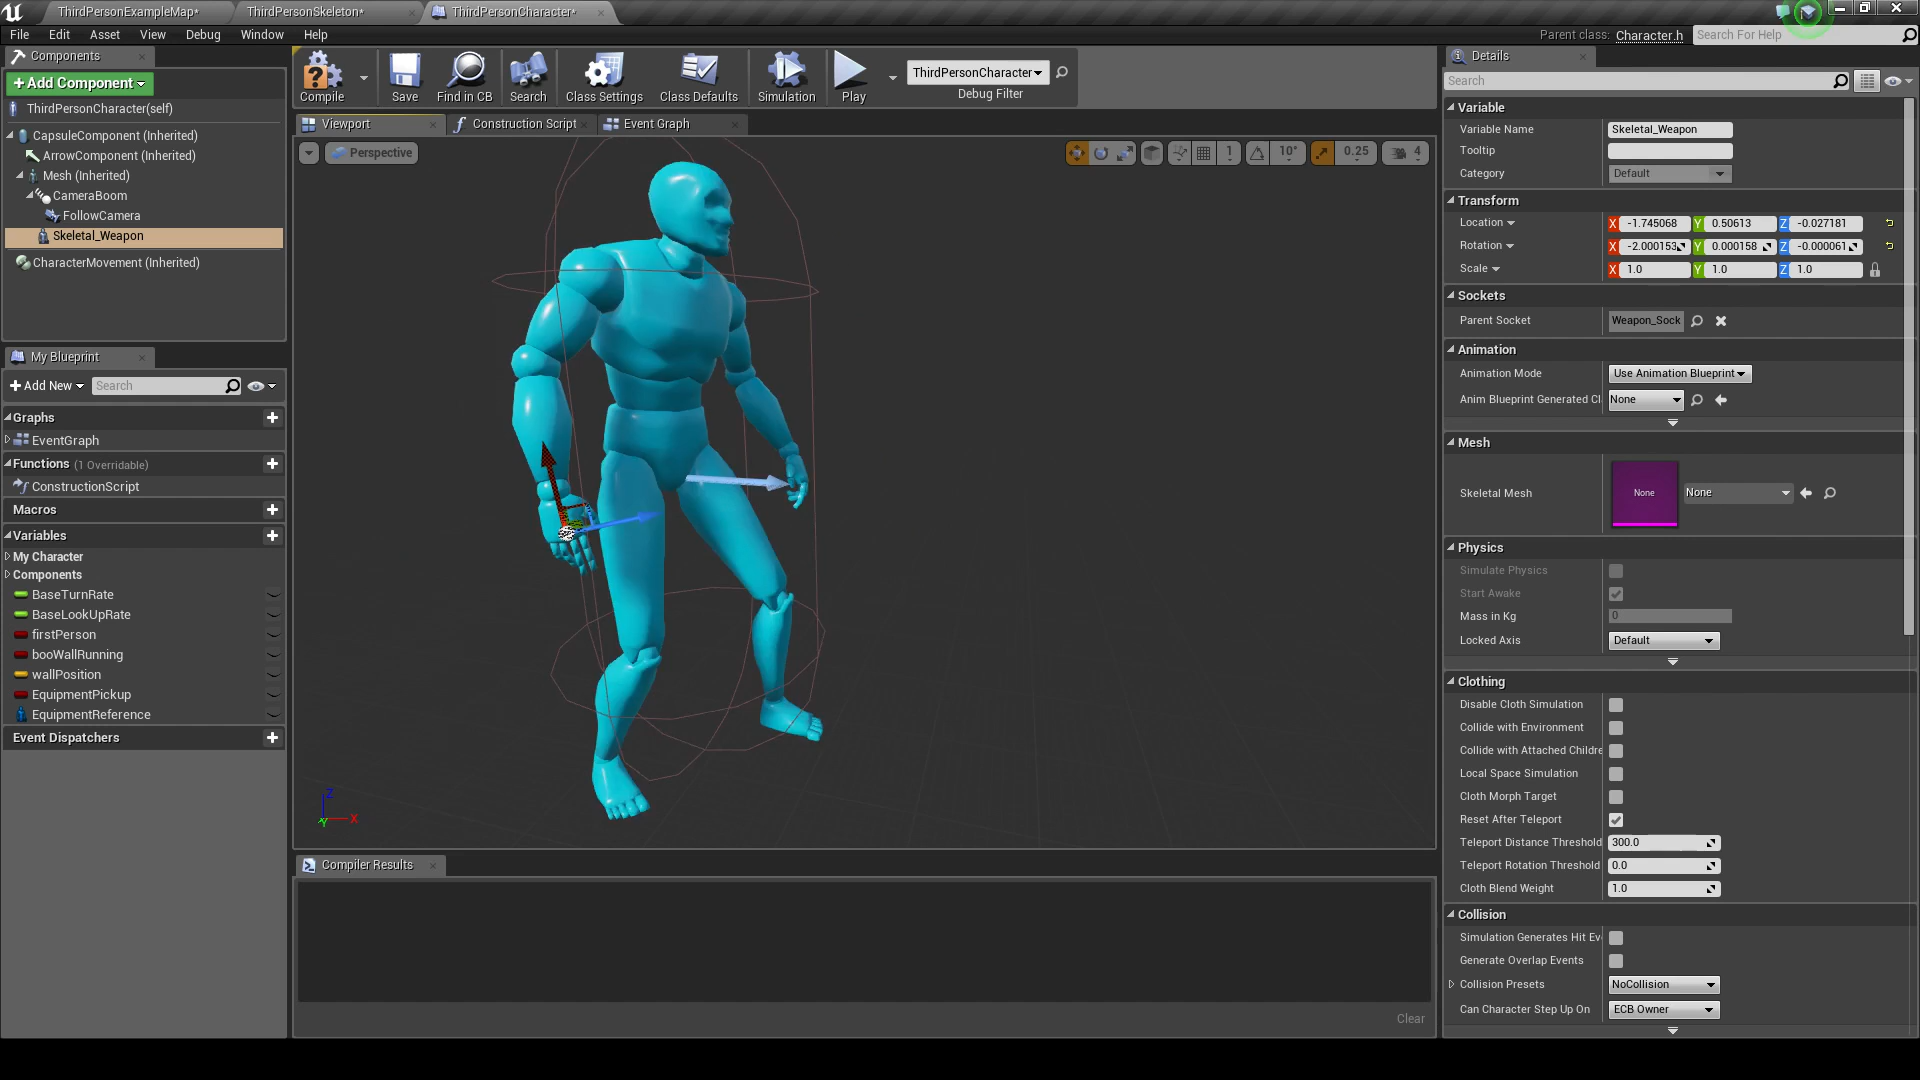 ThirdPersonExampleMap*
ThirdPersonSkeleton*
ThirdPersonCharacter*
File Edit Asset View Debug Window Help
Parent class: Character.h
Search For Help
Components
+Add Component
ThirdPersonCharacter(self)
CapsuleComponent (Inherited)
ArrowComponent (Inherited)
Mesh (Inherited)
CameraBoom
FollowCamera
Skeletal_Weapon
CharacterMovement (Inherited)
My Blueprint
+Add New
Search
Graphs
EventGraph
Functions (1 Overridable)
ConstructionScript
Macros
Variables
My Character
Components
BaseTurnRate
BaseLookUpRate
firstPerson
booWallRunning
wallPosition
EquipmentPickup
EquipmentReference
Event Dispatchers
Compile
Save
Find in CB
Search
Class Settings
Class Defaults
Simulation
Play
ThirdPersonCharacter
Debug Filter
Viewport
Construction Script
Event Graph
Perspective
1
10°
0.25
4
Z
X
Y
Compiler Results
Clear
Details
Search
Variable
Variable Name Skeletal_Weapon
Tooltip
Category Default
Transform
Location X -1.745068 Y 0.50613 Z -0.027181
Rotation X -2.000153 Y 0.000158 Z -0.000061
Scale X 1.0 Y 1.0 Z 1.0
Sockets
Parent Socket Weapon_Sock
Animation
Animation Mode Use Animation Blueprint
Anim Blueprint Generated Cl None
Mesh
Skeletal Mesh None None
Physics
Simulate Physics
Start Awake
Mass in Kg 0
Locked Axis Default
Clothing
Disable Cloth Simulation
Collide with Environment
Collide with Attached Childre
Local Space Simulation
Cloth Morph Target
Reset After Teleport
Teleport Distance Threshold 300.0
Teleport Rotation Threshold 0.0
Cloth Blend Weight 1.0
Collision
Simulation Generates Hit Ev
Generate Overlap Events
Collision Presets NoCollision
Can Character Step Up On ECB Owner